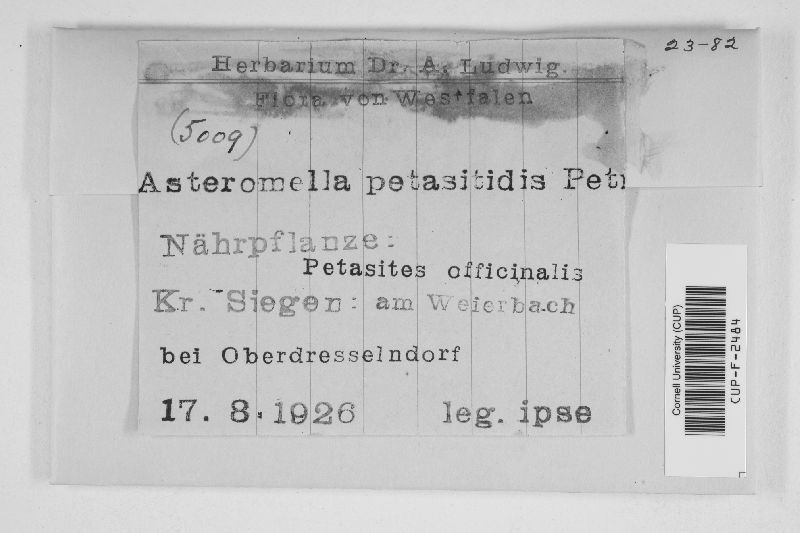 23-82
Herbarium Dr. A. Ludwig.
Flora von Westfalen
(5009)
Asteromella petasitidis Petr
Nährpflanze:
Petasites officinalis
Kr. Siegen: am Weierbach
bei Oberdresselndorf
17. 8. 1926 leg. ipse
Cornell University (CUP)
CUP-F-2484